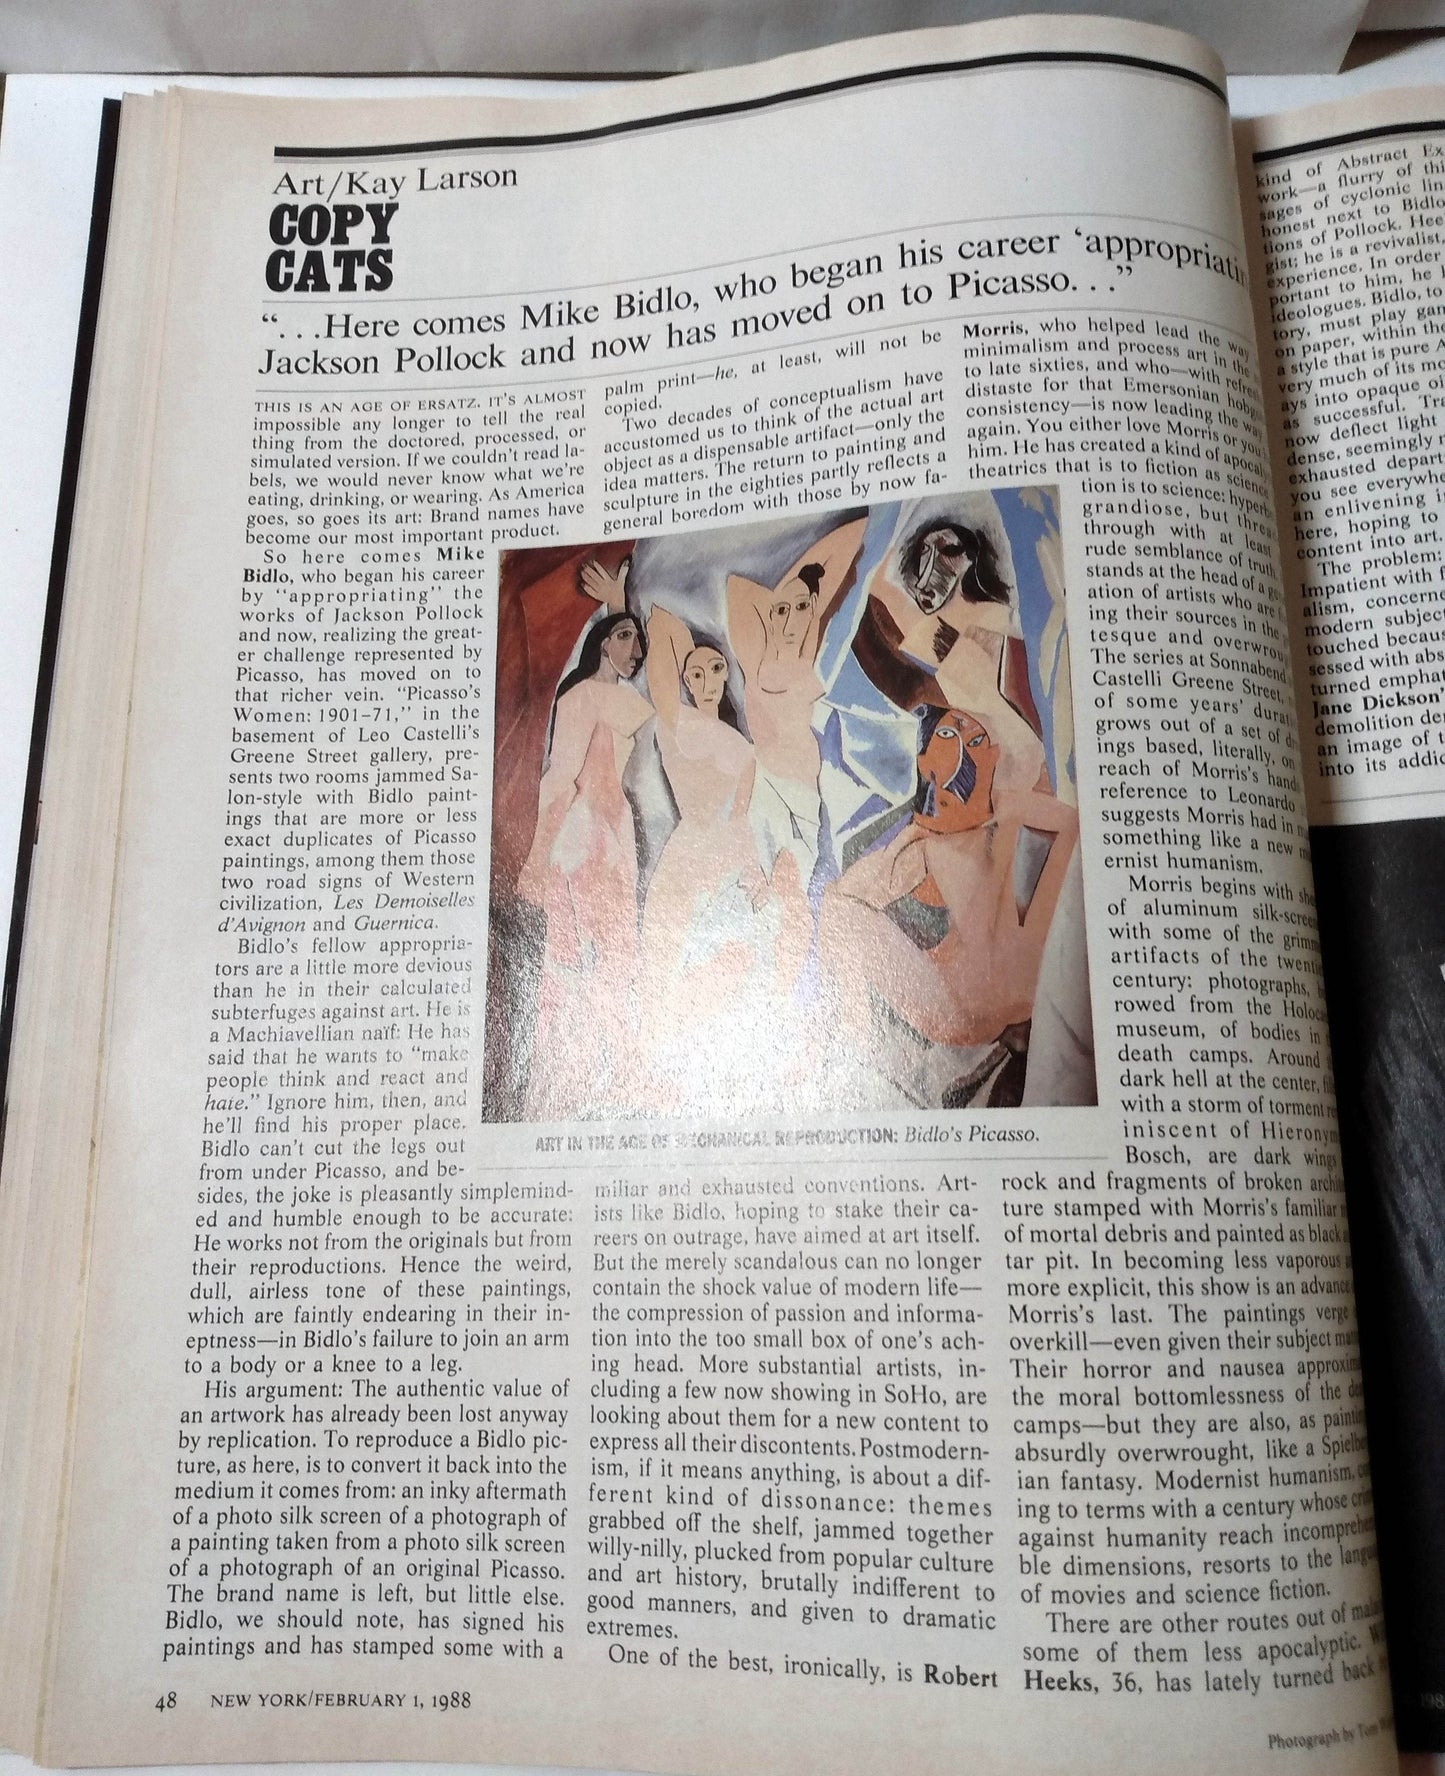 Art/Kay Larson
COPY
CATS
“. . .Here comes Mike Bidlo, who began his career ‘appropriatin
Jackson Pollock and now has moved on to Picasso. . .”
THIS IS AN AGE OF ERSATZ. IT’S ALMOST
impossible any longer to tell the real
thing from the doctored, processed, or
simulated version. If we couldn’t read la-
bels, we would never know what we’re
eating, drinking, or wearing. As America
goes, so goes its art: Brand names have
become our most important product.
So here comes Mike
Bidlo, who began his career
by “appropriating” the
works of Jackson Pollock
and now, realizing the great-
er challenge represented by
Picasso, has moved on to
that richer vein. “Picasso’s
Women: 1901–71,” in the
basement of Leo Castelli’s
Greene Street gallery, pre-
sents two rooms jammed Sa-
lon-style with Bidlo paint-
ings that are more or less
exact duplicates of Picasso
paintings, among them those
two road signs of Western
civilization, Les Demoiselles
d’Avignon and Guernica.
Bidlo’s fellow appropria-
tors are a little more devious
than he in their calculated
subterfuges against art. He is
a Machiavellian naïf: He has
said that he wants to “make
people think and react and
hate.” Ignore him, then, and
he’ll find his proper place.
Bidlo can’t cut the legs out
from under Picasso, and be-
sides, the joke is pleasantly simplemind-
ed and humble enough to be accurate:
He works not from the originals but from
their reproductions. Hence the weird,
dull, airless tone of these paintings,
which are faintly endearing in their in-
eptness—in Bidlo’s failure to join an arm
to a body or a knee to a leg.
His argument: The authentic value of
an artwork has already been lost anyway
by replication. To reproduce a Bidlo pic-
ture, as here, is to convert it back into the
medium it comes from: an inky aftermath
of a photo silk screen of a photograph of
a painting taken from a photo silk screen
of a photograph of an original Picasso.
The brand name is left, but little else.
Bidlo, we should note, has signed his
paintings and has stamped some with a
palm print—he, at least, will not be
copied.
Two decades of conceptualism have
accustomed us to think of the actual art
object as a dispensable artifact—only the
idea matters. The return to painting and
sculpture in the eighties partly reflects a
general boredom with those by now fa-
ART IN THE AGE OF MECHANICAL REPRODUCTION: Bidlo’s Picasso.
miliar and exhausted conventions. Art-
ists like Bidlo, hoping to stake their ca-
reers on outrage, have aimed at art itself.
But the merely scandalous can no longer
contain the shock value of modern life—
the compression of passion and informa-
tion into the too small box of one’s ach-
ing head. More substantial artists, in-
cluding a few now showing in SoHo, are
looking about them for a new content to
express all their discontents. Postmodern-
ism, if it means anything, is about a dif-
ferent kind of dissonance: themes
grabbed off the shelf, jammed together
willy-nilly, plucked from popular culture
and art history, brutally indifferent to
good manners, and given to dramatic
extremes.
One of the best, ironically, is Robert
Morris, who helped lead the way
minimalism and process art in the
to late sixties, and who—with
distaste for that Emersonian
consistency—is now leading the way
again. You either love Morris or you
him. He has created a kind of
theatrics that is to fiction as science
tion is to science:
grandiose, but
through with at least
rude semblance of truth.
stands at the head of a
ation of artists who are
ing their sources in the
tesque and
The series at Sonnabend
Castelli Greene Street,
of some years’
grows out of a set of
ings based, literally, on
reach of Morris’s
reference to Leonardo
suggests Morris had in
something like a new
ernist humanism.
Morris begins with
of aluminum
with some of the
artifacts of the
century: photographs,
rowed from the
museum, of bodies in
death camps. Around
dark hell at the center,
with a storm of torment
iniscent of
Bosch, are dark wings
rock and fragments of broken
ture stamped with Morris’s familiar
of mortal debris and painted as black
tar pit. In becoming less vaporous
more explicit, this show is an advance
Morris’s last. The paintings verge
overkill—even given their subject
Their horror and nausea
the moral bottomlessness of the
camps—but they are also, as
absurdly overwrought, like a
ian fantasy. Modernist humanism,
ing to terms with a century whose
against humanity reach
ble dimensions, resorts to the
of movies and science fiction.
There are other routes out of
some of them less apocalyptic.
Heeks, 36, has lately turned back
48 NEW YORK/FEBRUARY 1, 1988
Photograph by Tom
kind of Abstract
work—a flurry of
sages of cyclonic
honest next to
tions of Pollock.
gist; he is a revivalist,
experience. In order
portant to him, he
ideologues. Bidlo, to
tory, must play
on paper, within
a style that is pure
very much of its
ays into opaque
as successful.
now deflect light
dense, seemingly
exhausted
you see
an enlivening
here, hoping to
content into art.
The problem:
Impatient with
alism,
modern
touched
sessed with
turned
Jane Dickson’
demolition
an image of
into its